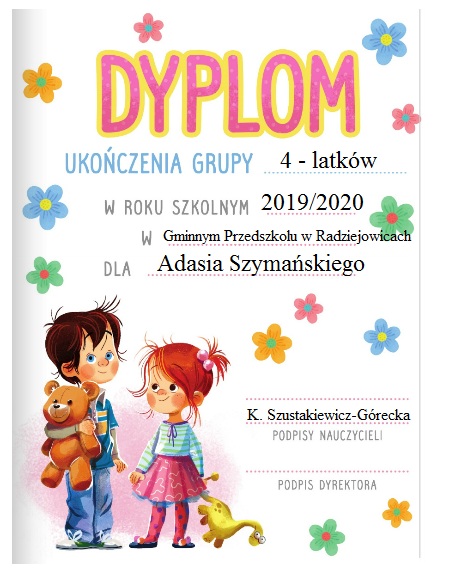 DYPLOM
UKOŃCZENIA GRUPY 4 - latków
W ROKU SZKOLNYM 2019/2020
W Gminnym Przedszkolu w Radziejowicach
DLA Adasia Szymańskiego
K. Szustakiewicz-Górecka
PODPISY NAUCZYCIELI
PODPIS DYREKTORA